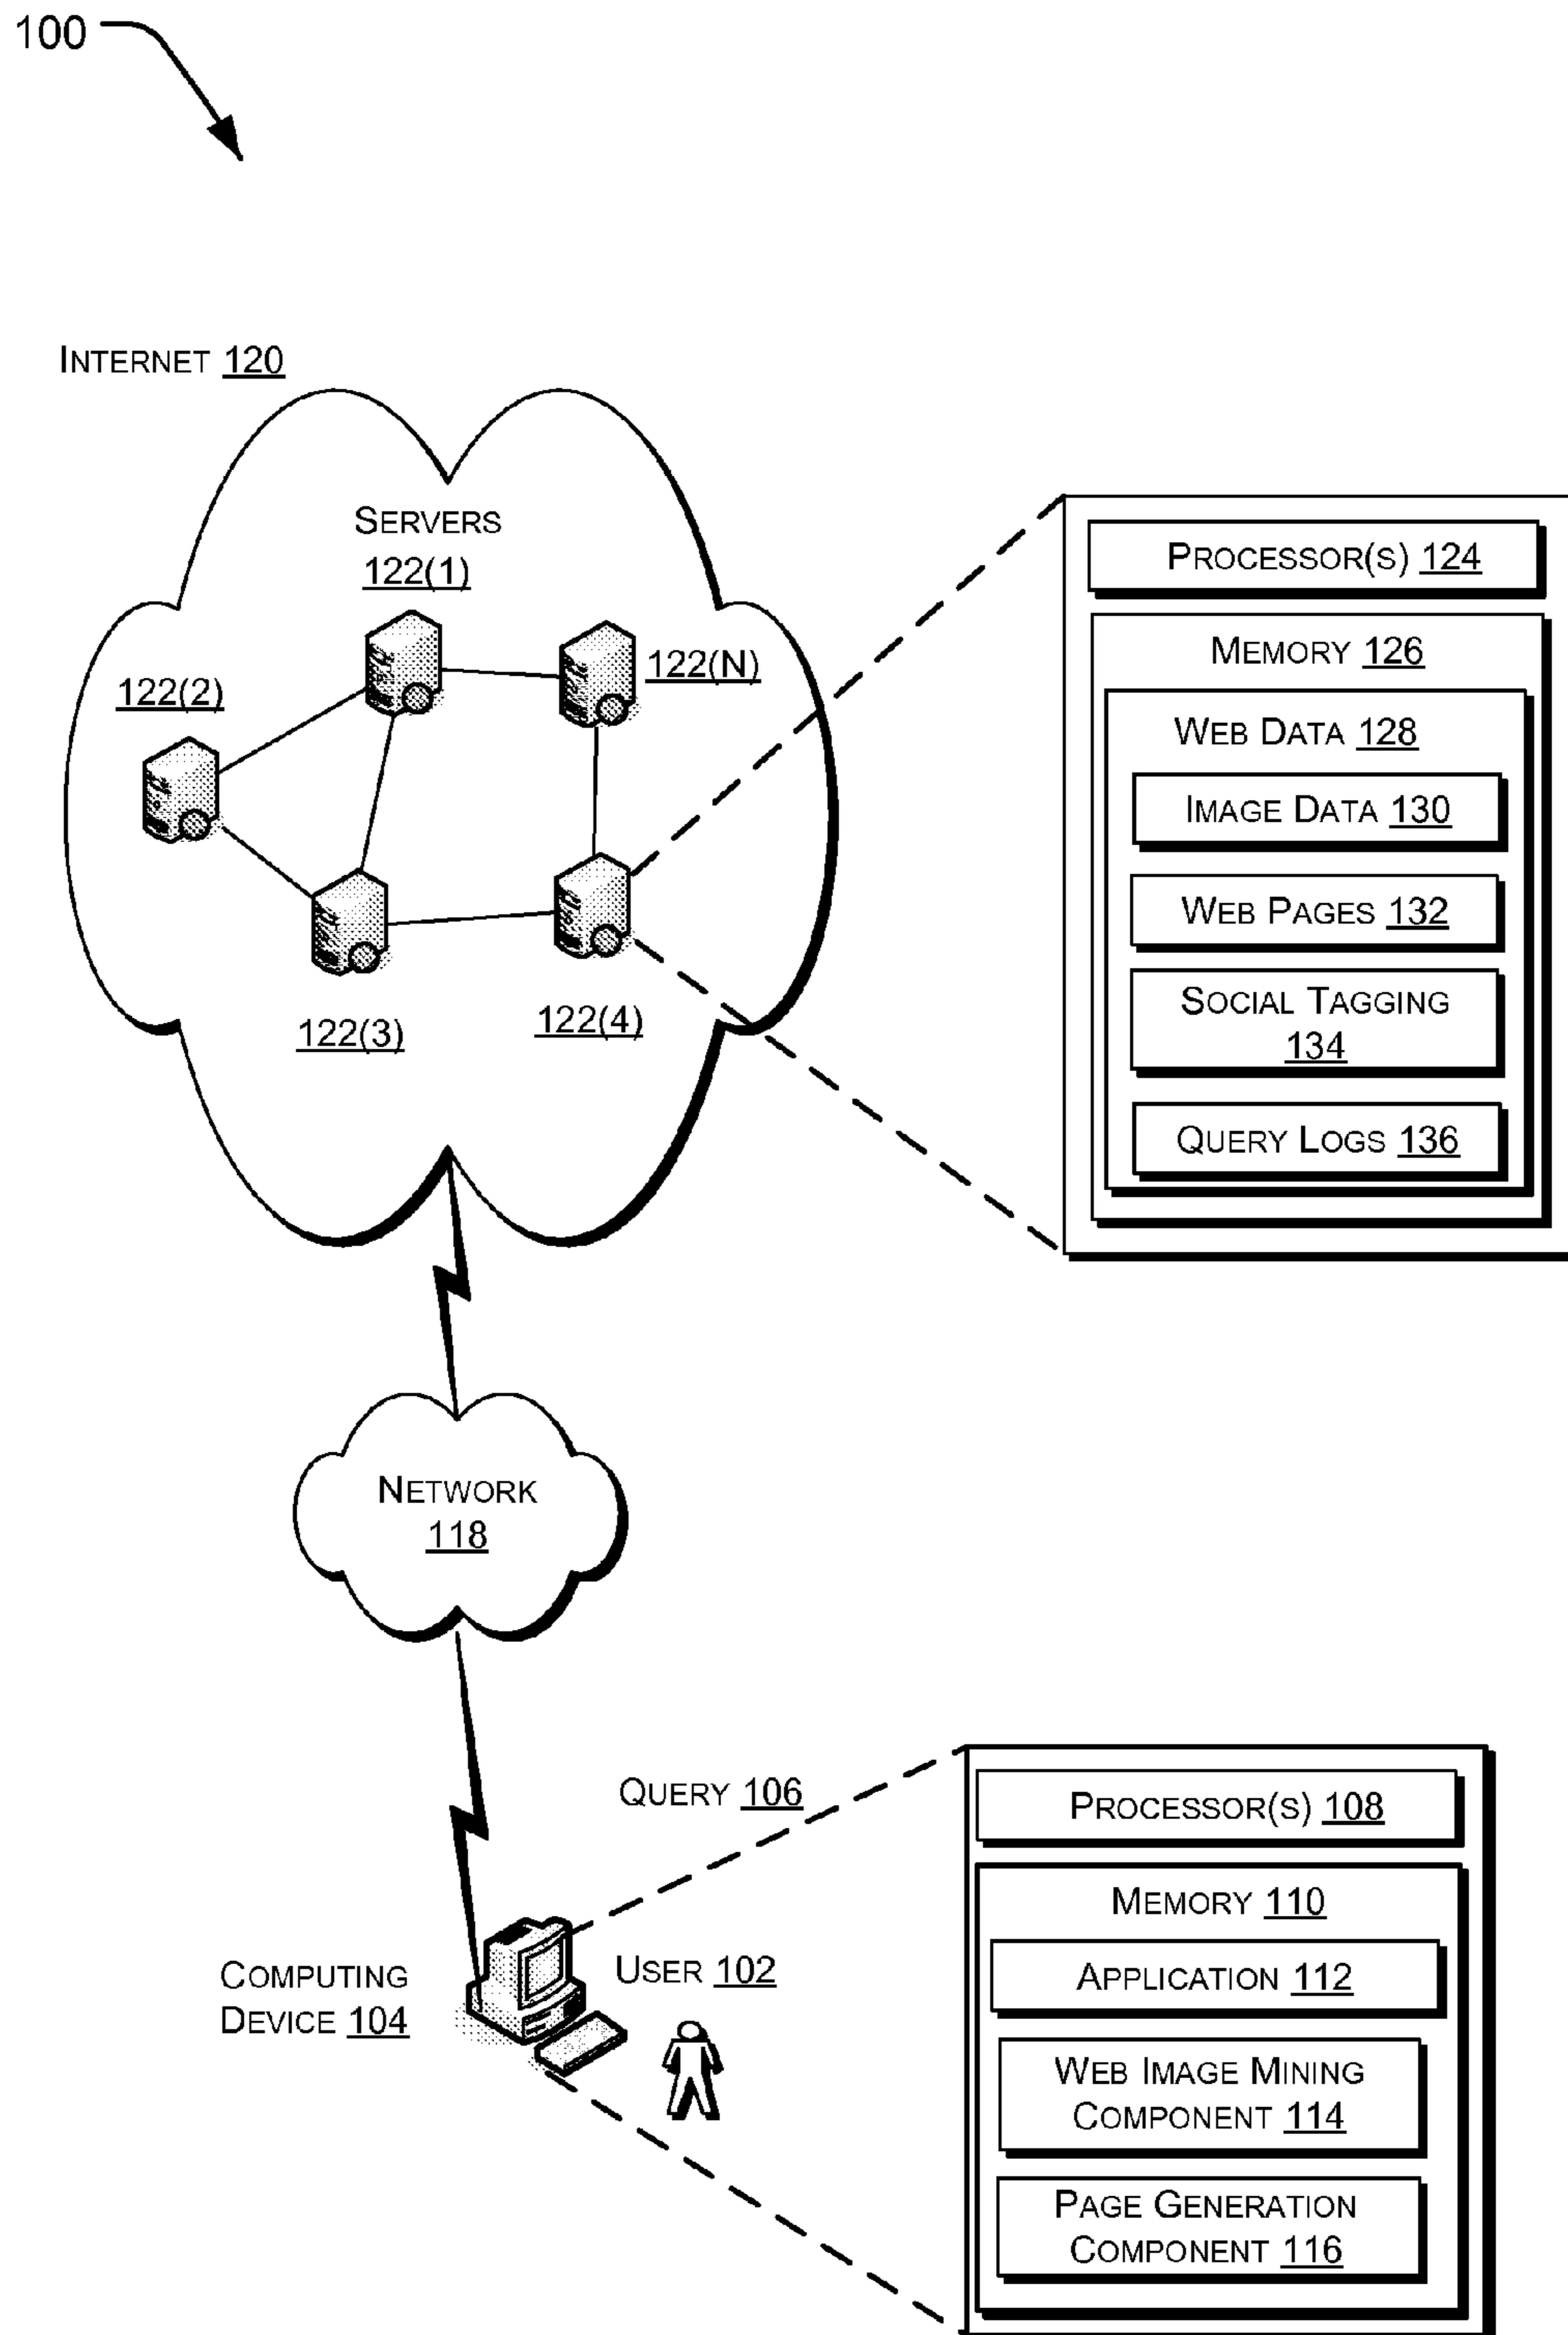 100
INTERNET 120
SERVERS
122(1)
122(N)
122(2)
122(3)
122(4)
PROCESSOR(S) 124
MEMORY 126
WEB DATA 128
IMAGE DATA 130
WEB PAGES 132
SOCIAL TAGGING
134
QUERY LOGS 136
NETWORK
118
QUERY 106
COMPUTING
DEVICE 104
USER 102
PROCESSOR(S) 108
MEMORY 110
APPLICATION 112
WEB IMAGE MINING
COMPONENT 114
PAGE GENERATION
COMPONENT 116